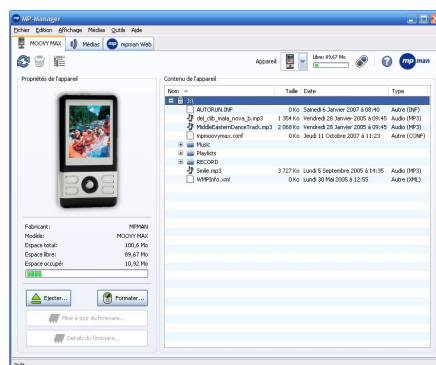 MP-Manager
Fichier Edition Affichage Médias Outils Aide
MOOVY MAX Médias mpman Web
Appareil Libre: 89,67 Mo mp man
Propriétés de l'appareil
Contenu de l'appareil
Nom Taille Date Type
J:\
AUTORUN.INF 0 Ko Samedi 6 Janvier 2007 à 08:40 Autre (INF)
del_clib_mala_nova_b.mp3 1 354 Ko Vendredi 28 Janvier 2005 à 09:45 Audio (MP3)
MiddleEasternDanceTrack.mp3 2 068 Ko Vendredi 28 Janvier 2005 à 09:45 Audio (MP3)
mpmoovymax.conf 0 Ko Jeudi 11 Octobre 2007 à 11:23 Autre (CONF)
Music
Playlists
RECORD
Smile.mp3 3 727 Ko Lundi 5 Septembre 2005 à 14:35 Audio (MP3)
WMPInfo.xml 0 Ko Lundi 30 Mai 2005 à 12:55 Autre (XML)
Fabricant: MPMAN
Modèle: MOOVY MAX
Espace total: 100,6 Mo
Espace libre: 89,67 Mo
Espace occupé: 10,92 Mo
Ejecter... Formater...
Mise à jour du firmware...
Détails du firmware...